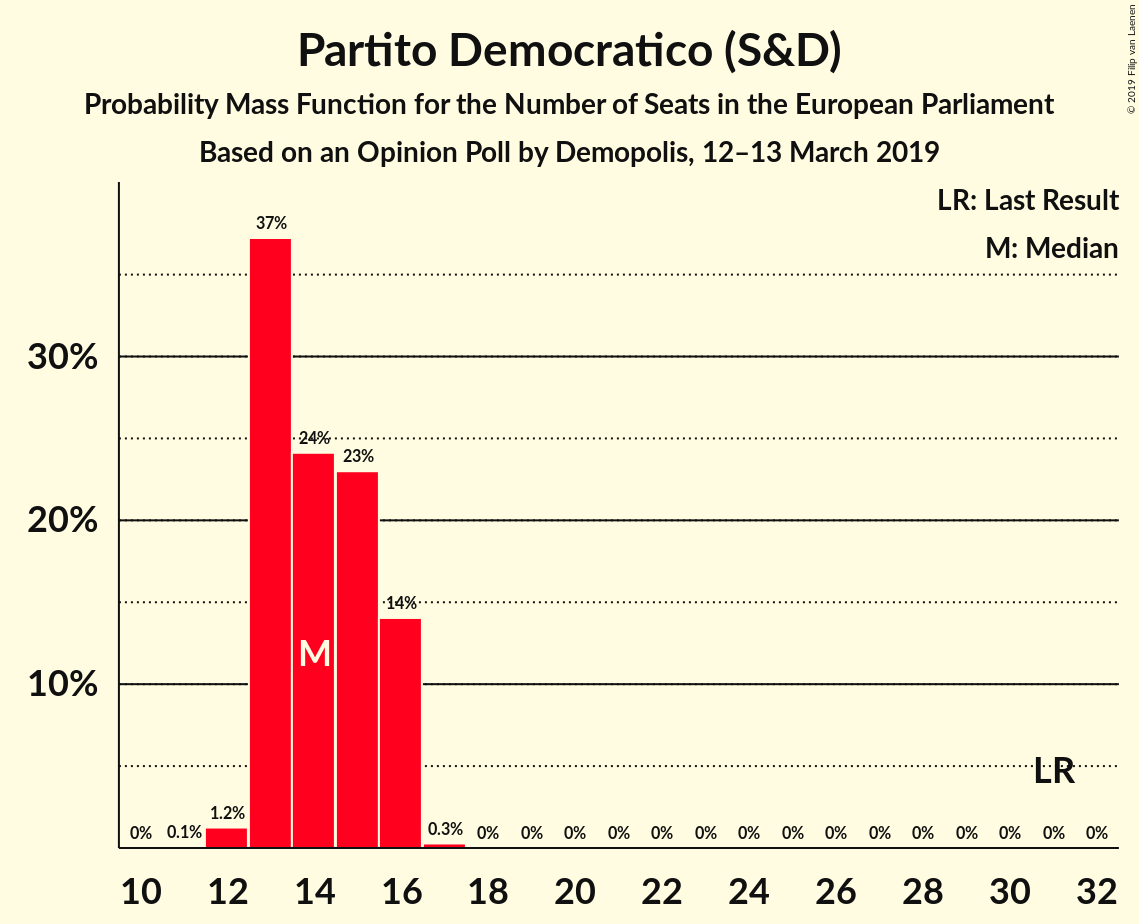 Partito Democratico (S&D)
Probability Mass Function for the Number of Seats in the European Parliament
Based on an Opinion Poll by Demopolis, 12–13 March 2019
© 2019 Filip van Laenen
LR: Last Result
M: Median
37%
30%
24%
23%
20%
14%
M
10%
LR
0% 0.1% 1.2% 0.3% 0% 0% 0% 0% 0% 0% 0% 0% 0% 0% 0% 0% 0% 0% 0%
10 12 14 16 18 20 22 24 26 28 30 32